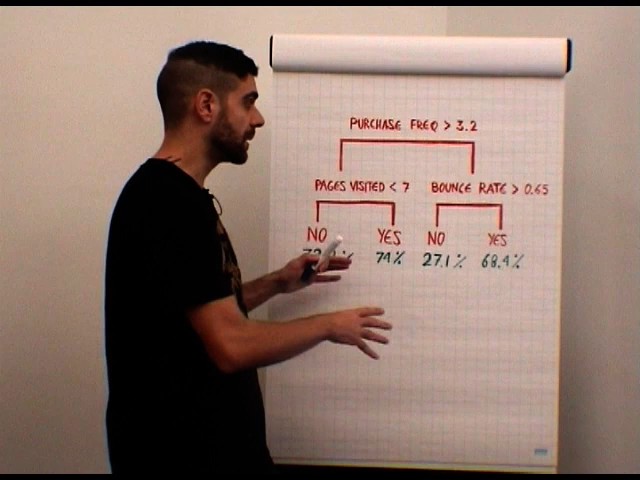 PURCHASE FREQ > 3.2
PAGES VISITED < 7 BOUNCE RATE > 0.65
NO YES NO YES
74% 27.1% 68.4%